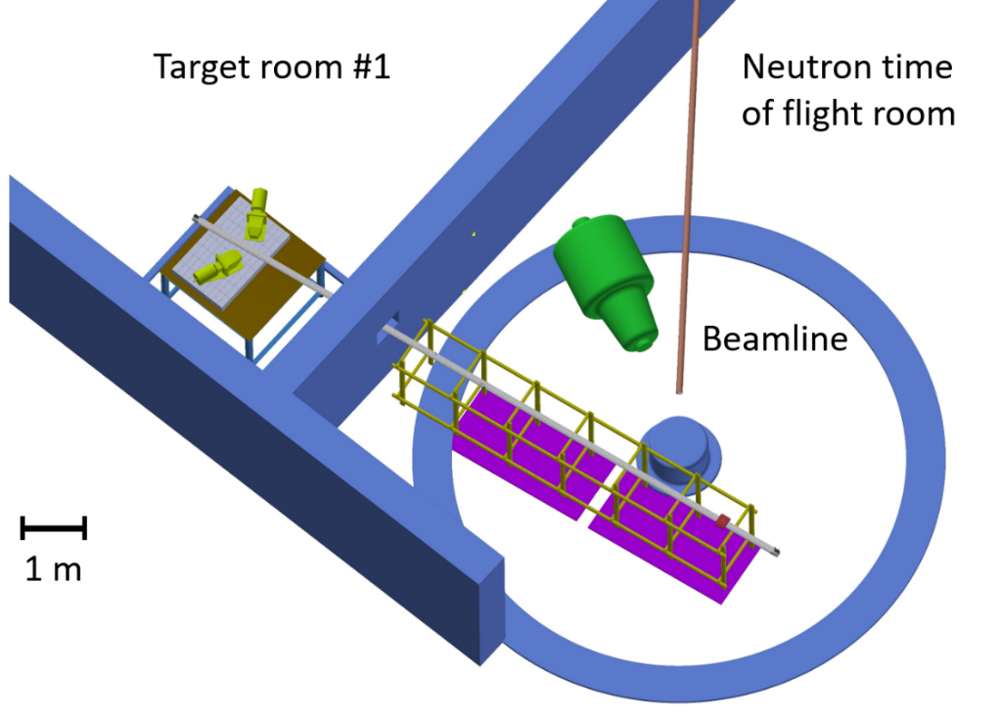 Target room #1
Neutron time
of flight room
Beamline
1 m